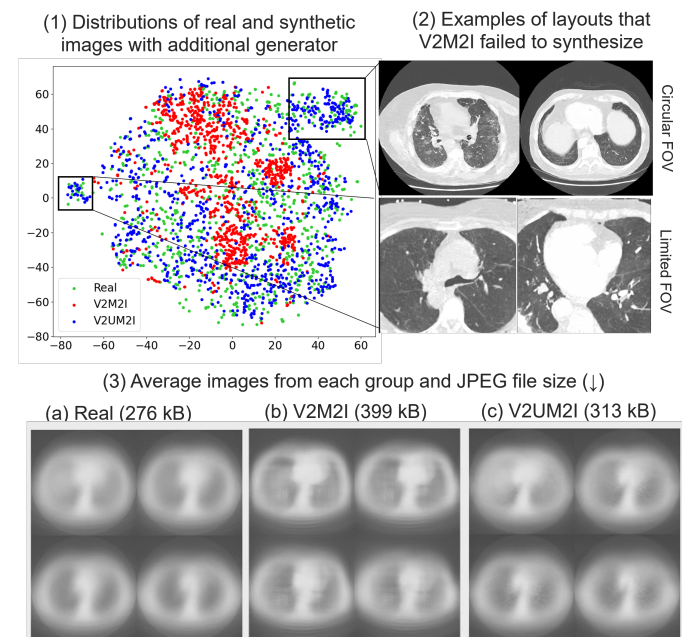 (1) Distributions of real and synthetic
images with additional generator
(2) Examples of layouts that
V2M2I failed to synthesize
60
40
20
0
−20
−40
−60
−80
−80
−60
−40
−20
0
20
40
60
Real
V2M2I
V2UM2I
Circular FOV
Limited FOV
(3) Average images from each group and JPEG file size (↓)
(a) Real (276 kB)
(b) V2M2I (399 kB)
(c) V2UM2I (313 kB)